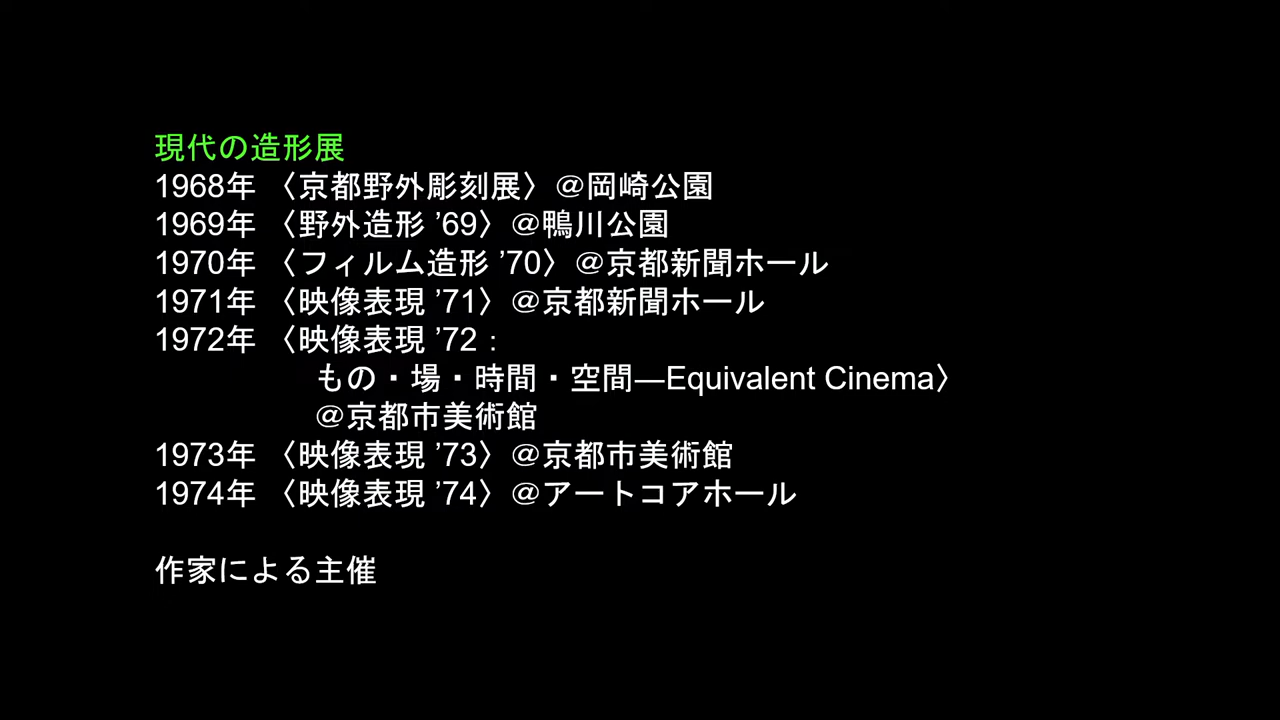 現代の造形展
1968年 〈京都野外彫刻展〉＠岡崎公園
1969年 〈野外造形 ’69〉＠鴨川公園
1970年 〈フィルム造形 ’70〉＠京都新聞ホール
1971年 〈映像表現 ’71〉＠京都新聞ホール
1972年 〈映像表現 ’72：
もの・場・時間・空間—Equivalent Cinema〉
＠京都市美術館
1973年 〈映像表現 ’73〉＠京都市美術館
1974年 〈映像表現 ’74〉＠アートコアホール
作家による主催